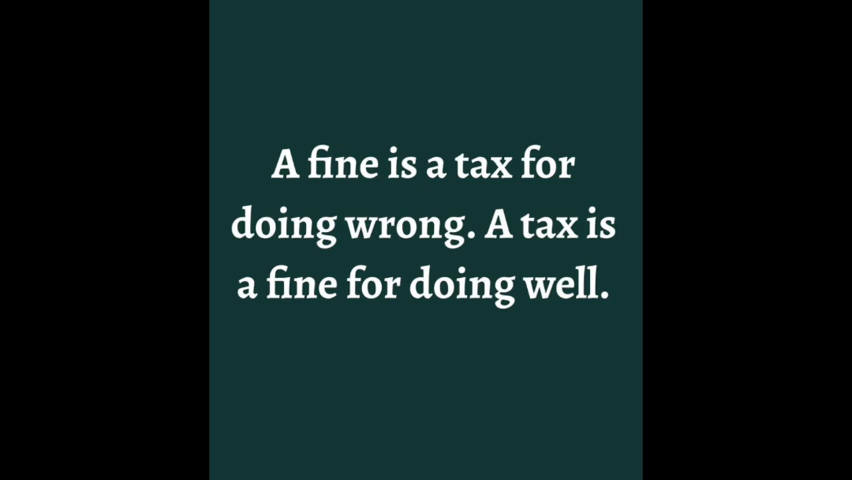 A fine is a tax for
doing wrong. A tax is
a fine for doing well.